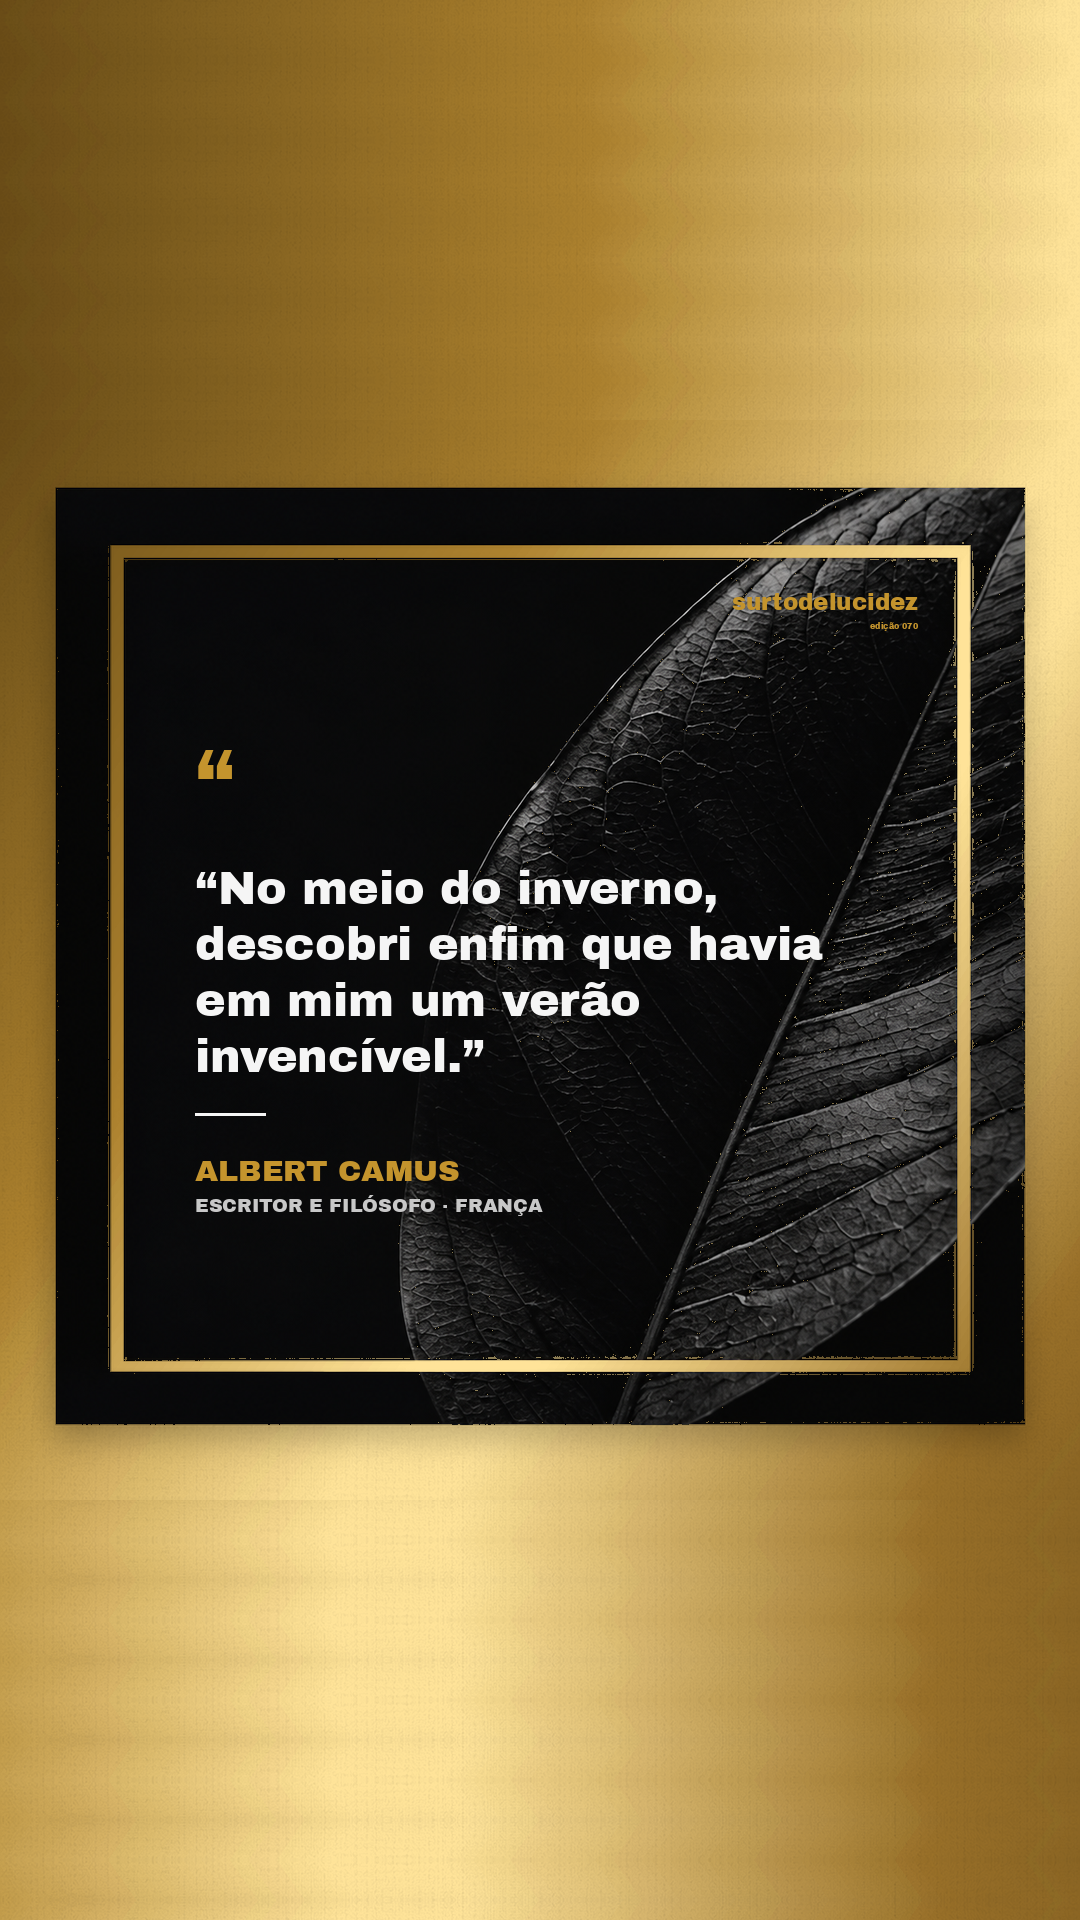 surtodelucidez
edição 070
“
“No meio do inverno,
descobri enfim que havia
em mim um verão
invencível.”
ALBERT CAMUS
ESCRITOR E FILÓSOFO · FRANÇA